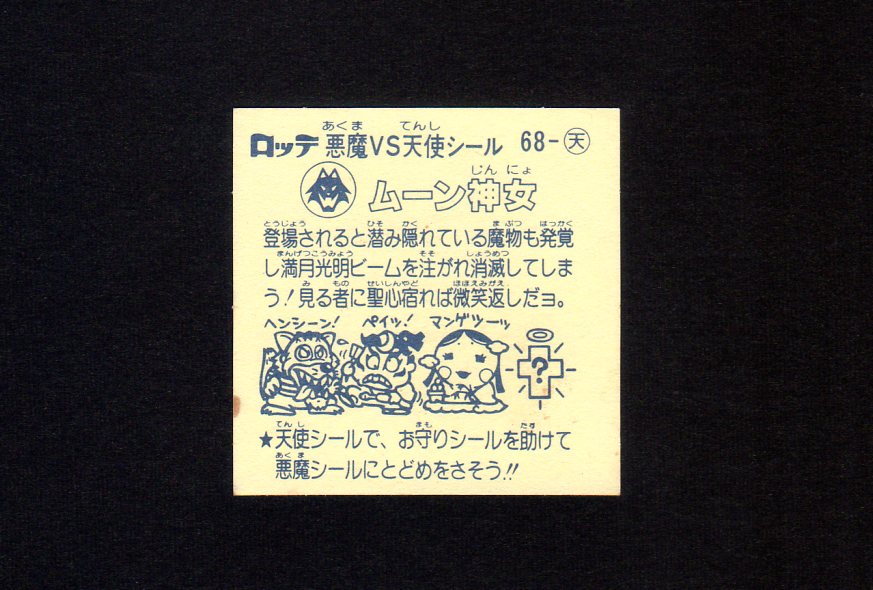 ロッテ 悪魔VS天使シール 68-天
あくま てんし
ムーン神女
じんにょ
登場されると潜み隠れている魔物も発覚
とうじょう ひそ かく まぶつ はっかく
し満月光明ビームを注がれ消滅してしま
まんげつこうみょう そそ しょうめつ
う!見る者に聖心宿れば微笑返しだョ。
み もの せいしんやど ほほえみがえ
ヘンシーン! ペイッ! マンゲツーッ
?
★天使シールで、お守りシールを助けて
てんし まも たす
悪魔シールにとどめをさそう!!
あくま